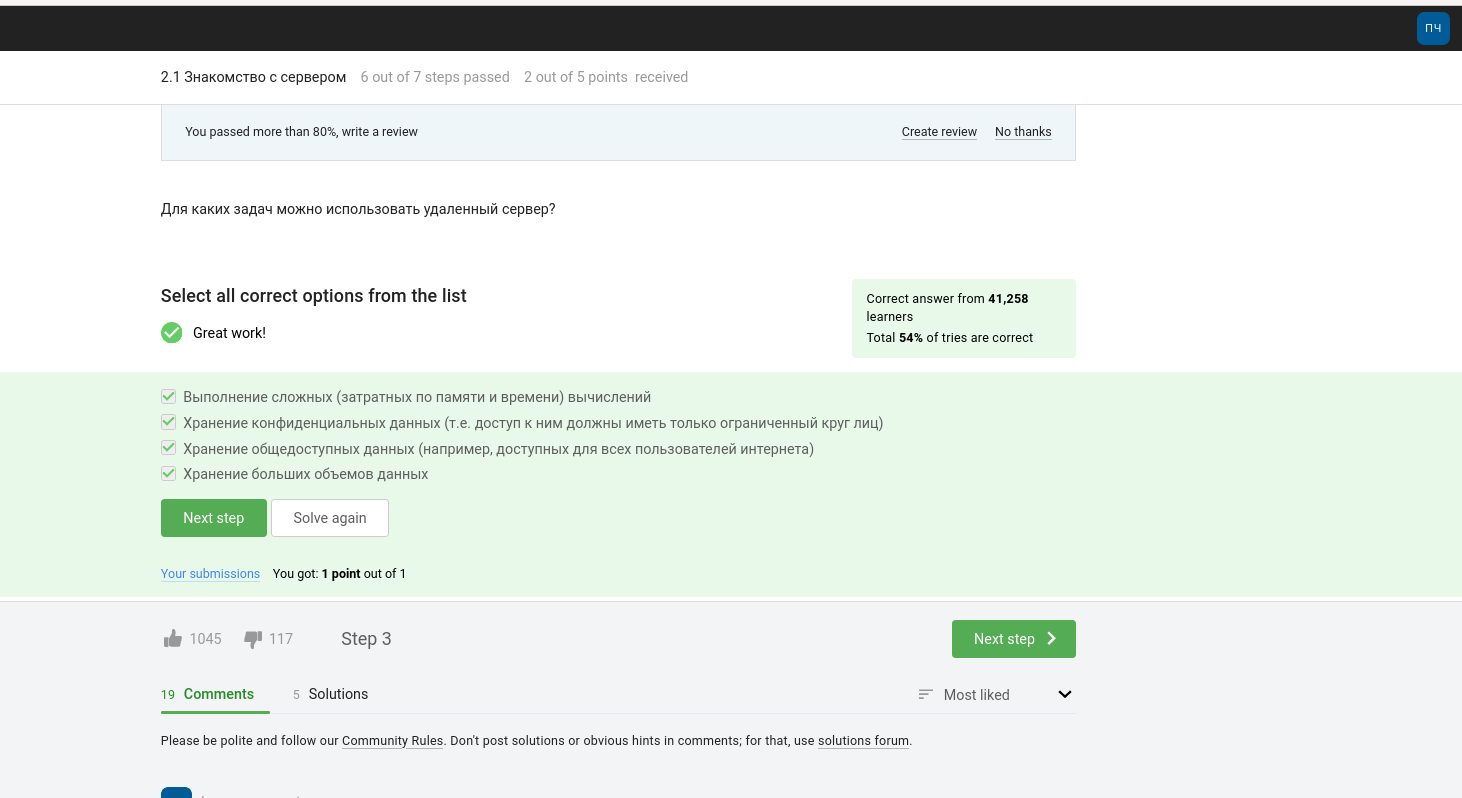 ПЧ
2.1 Знакомство с сервером 6 out of 7 steps passed 2 out of 5 points received
You passed more than 80%, write a review Create review No thanks
Для каких задач можно использовать удаленный сервер?
Select all correct options from the list
Great work!
Correct answer from 41,258
learners
Total 54% of tries are correct
Выполнение сложных (затратных по памяти и времени) вычислений
Хранение конфиденциальных данных (т.е. доступ к ним должны иметь только ограниченный круг лиц)
Хранение общедоступных данных (например, доступных для всех пользователей интернета)
Хранение больших объемов данных
Next step Solve again
Your submissions You got: 1 point out of 1
1045 117 Step 3 Next step
19 Comments 5 Solutions Most liked
Please be polite and follow our Community Rules. Don't post solutions or obvious hints in comments; for that, use solutions forum.